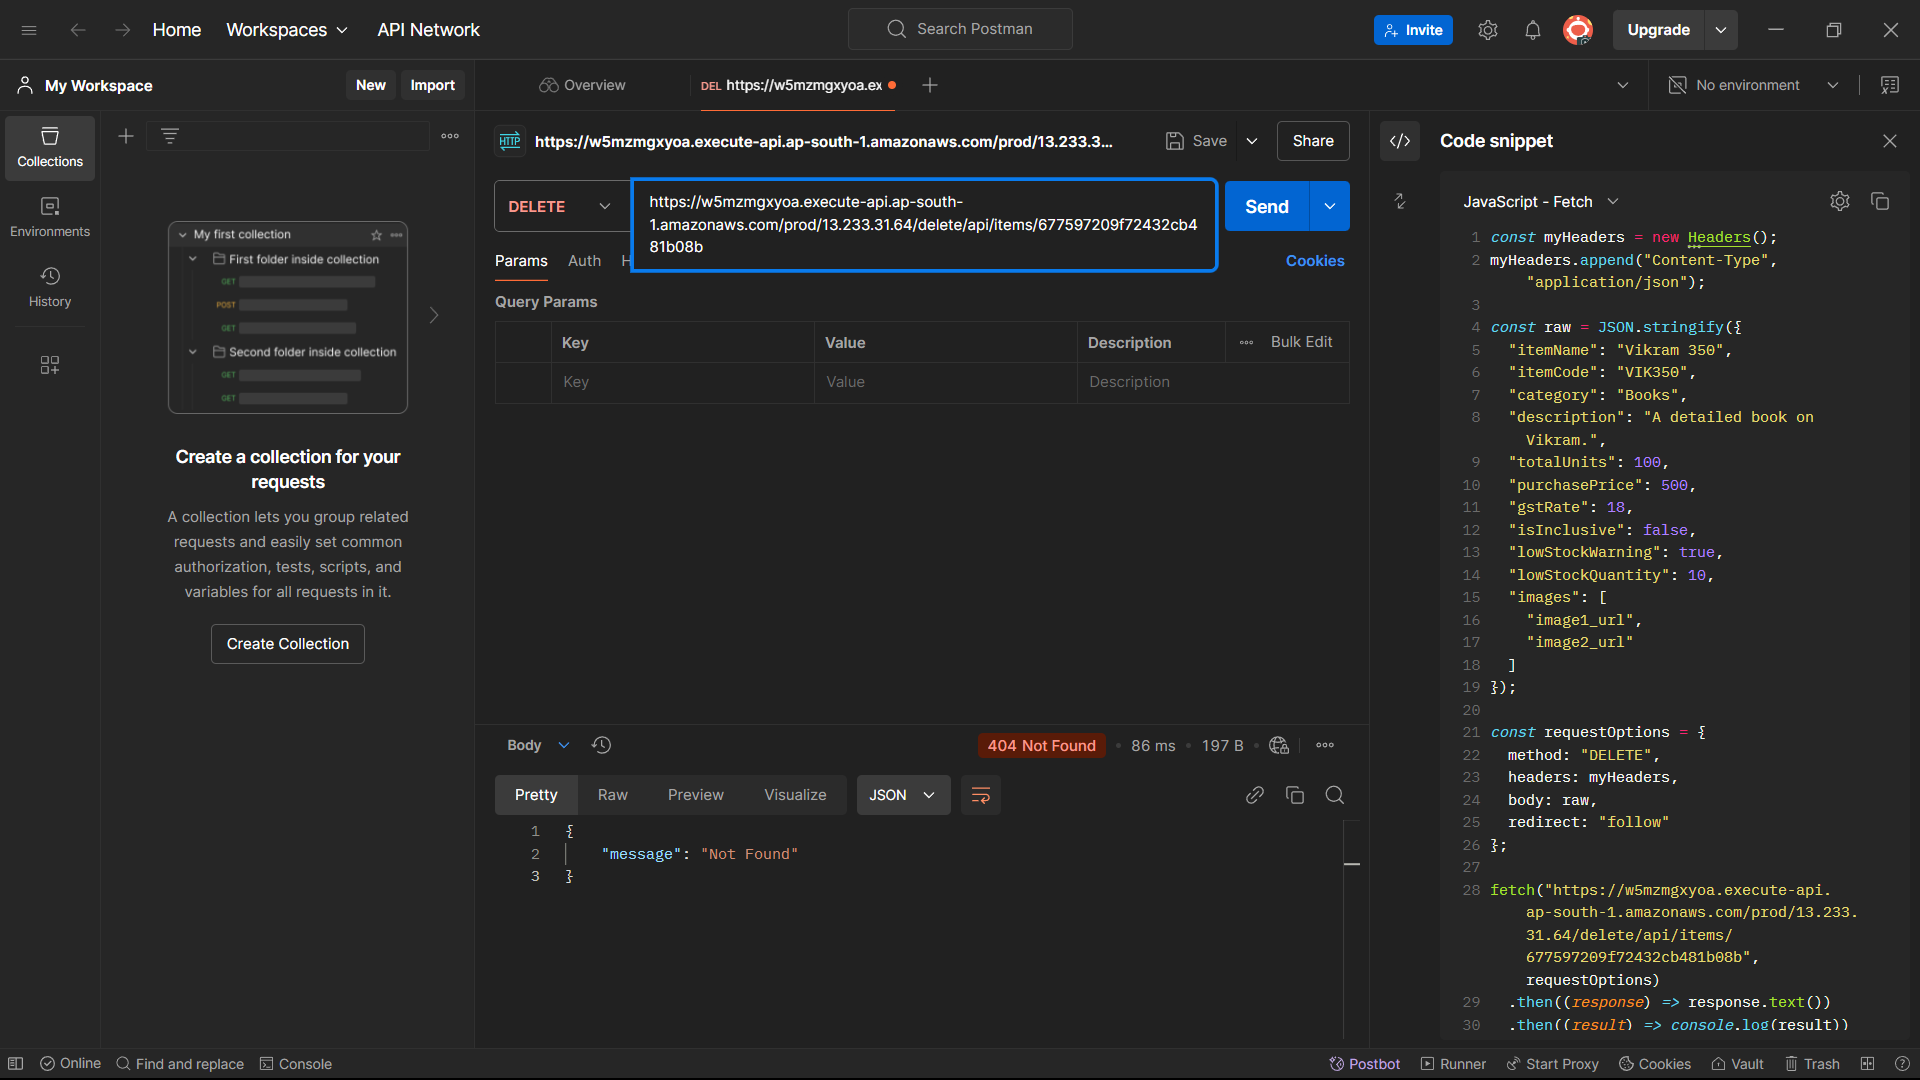 Home
Workspaces
API Network
Search Postman
Invite
Upgrade
My Workspace
New
Import
Overview
DEL https://w5mzmgxyoa.ex
No environment
Collections
Environments
History
My first collection
First folder inside collection
GET
POST
GET
Second folder inside collection
GET
GET
Create a collection for your
requests
A collection lets you group related
requests and easily set common
authorization, tests, scripts, and
variables for all requests in it.
Create Collection
HTTP
https://w5mzmgxyoa.execute-api.ap-south-1.amazonaws.com/prod/13.233.3...
Save
Share
DELETE
https://w5mzmgxyoa.execute-api.ap-south-
1.amazonaws.com/prod/13.233.31.64/delete/api/items/677597209f72432cb4
81b08b
Send
Params
Auth
H
Cookies
Query Params
Key
Value
Description
Bulk Edit
Key
Value
Description
Body
404 Not Found
86 ms
197 B
Pretty
Raw
Preview
Visualize
JSON
1 {
2 "message": "Not Found"
3 }
Code snippet
JavaScript - Fetch
1 const myHeaders = new Headers();
2 myHeaders.append("Content-Type",
"application/json");
3
4 const raw = JSON.stringify({
5 "itemName": "Vikram 350",
6 "itemCode": "VIK350",
7 "category": "Books",
8 "description": "A detailed book on
Vikram.",
9 "totalUnits": 100,
10 "purchasePrice": 500,
11 "gstRate": 18,
12 "isInclusive": false,
13 "lowStockWarning": true,
14 "lowStockQuantity": 10,
15 "images": [
16 "image1_url",
17 "image2_url"
18 ]
19 });
20
21 const requestOptions = {
22 method: "DELETE",
23 headers: myHeaders,
24 body: raw,
25 redirect: "follow"
26 };
27
28 fetch("https://w5mzmgxyoa.execute-api.
ap-south-1.amazonaws.com/prod/13.233.
31.64/delete/api/items/
677597209f72432cb481b08b",
requestOptions)
29 .then((response) => response.text())
30 .then((result) => console.log(result))
Online
Find and replace
Console
Postbot
Runner
Start Proxy
Cookies
Vault
Trash